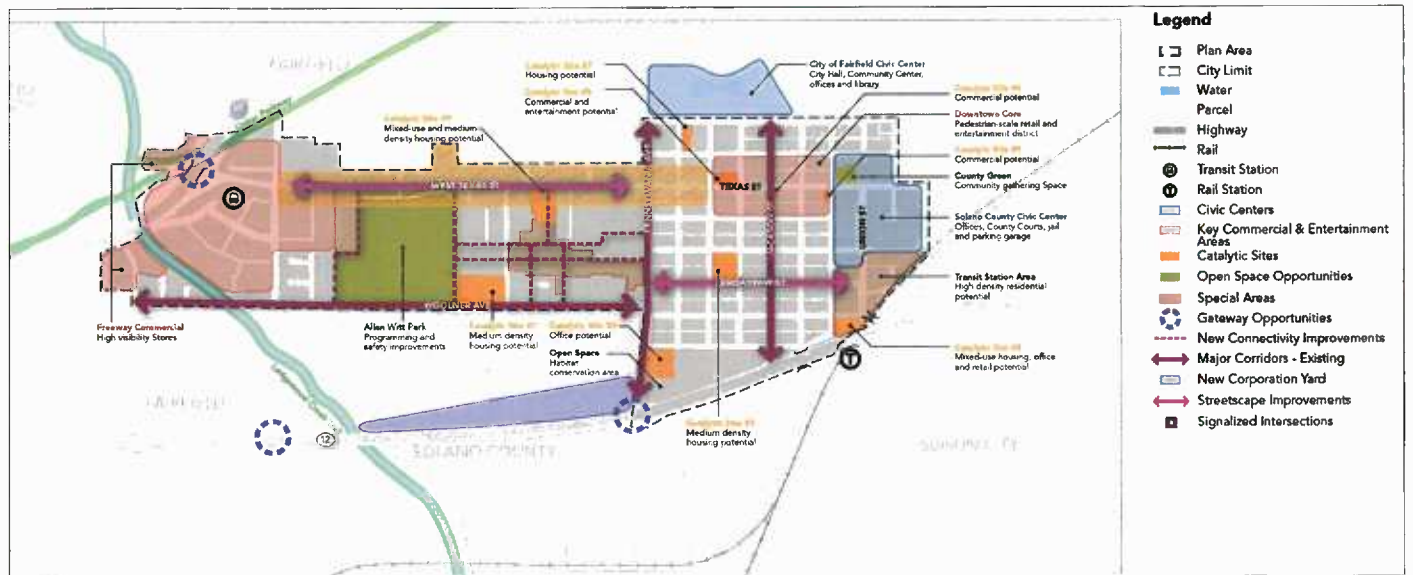 Housing potential
Commercial and
entertainment potential
Mixed-use and medium
density housing potential
City of Fairfield Civic Center
City Hall, Community Center,
offices and library
Commercial potential
Downtown Core
Pedestrian-scale retail and
entertainment district
Commercial potential
County Green
Community gathering Space
Solano County Civic Center
Offices, County Courts, jail
and parking garage
Transit Station Area
High density residential
potential
Mixed-use housing, office
and retail potential
TEXAS ST
WEST TEXAS ST
UNION ST
WOOLNER AVE
Freeway Commercial
High visibility Stores
Allan Witt Park
Programming and
safety improvements
Medium density
housing potential
Office potential
Open Space
Habitat
conservation area
Medium density
housing potential
12
SOLANO COUNTY
Legend
Plan Area
City Limit
Water
Parcel
Highway
Rail
Transit Station
Rail Station
Civic Centers
Key Commercial & Entertainment
Areas
Catalytic Sites
Open Space Opportunities
Special Areas
Gateway Opportunities
New Connectivity Improvements
Major Corridors - Existing
New Corporation Yard
Streetscape Improvements
Signalized Intersections